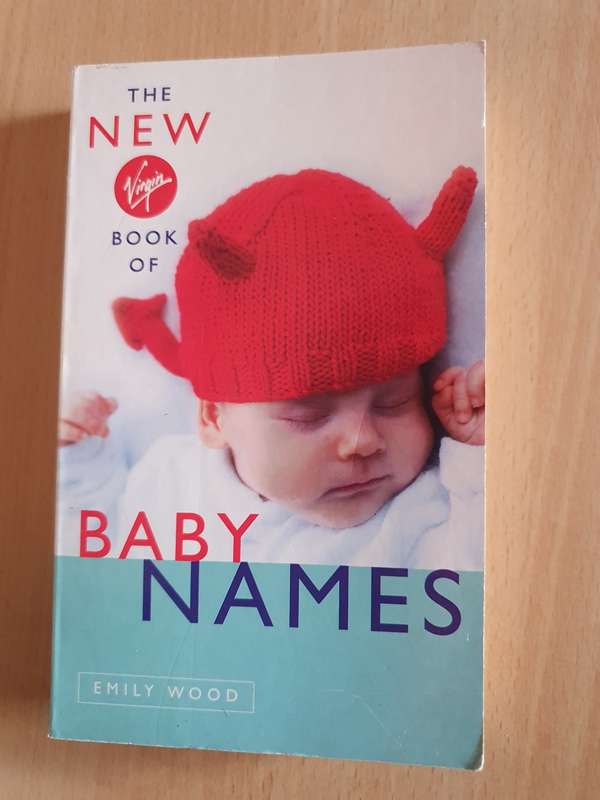 THE
NEW
Virgin
BOOK
OF
BABY
NAMES
EMILY WOOD